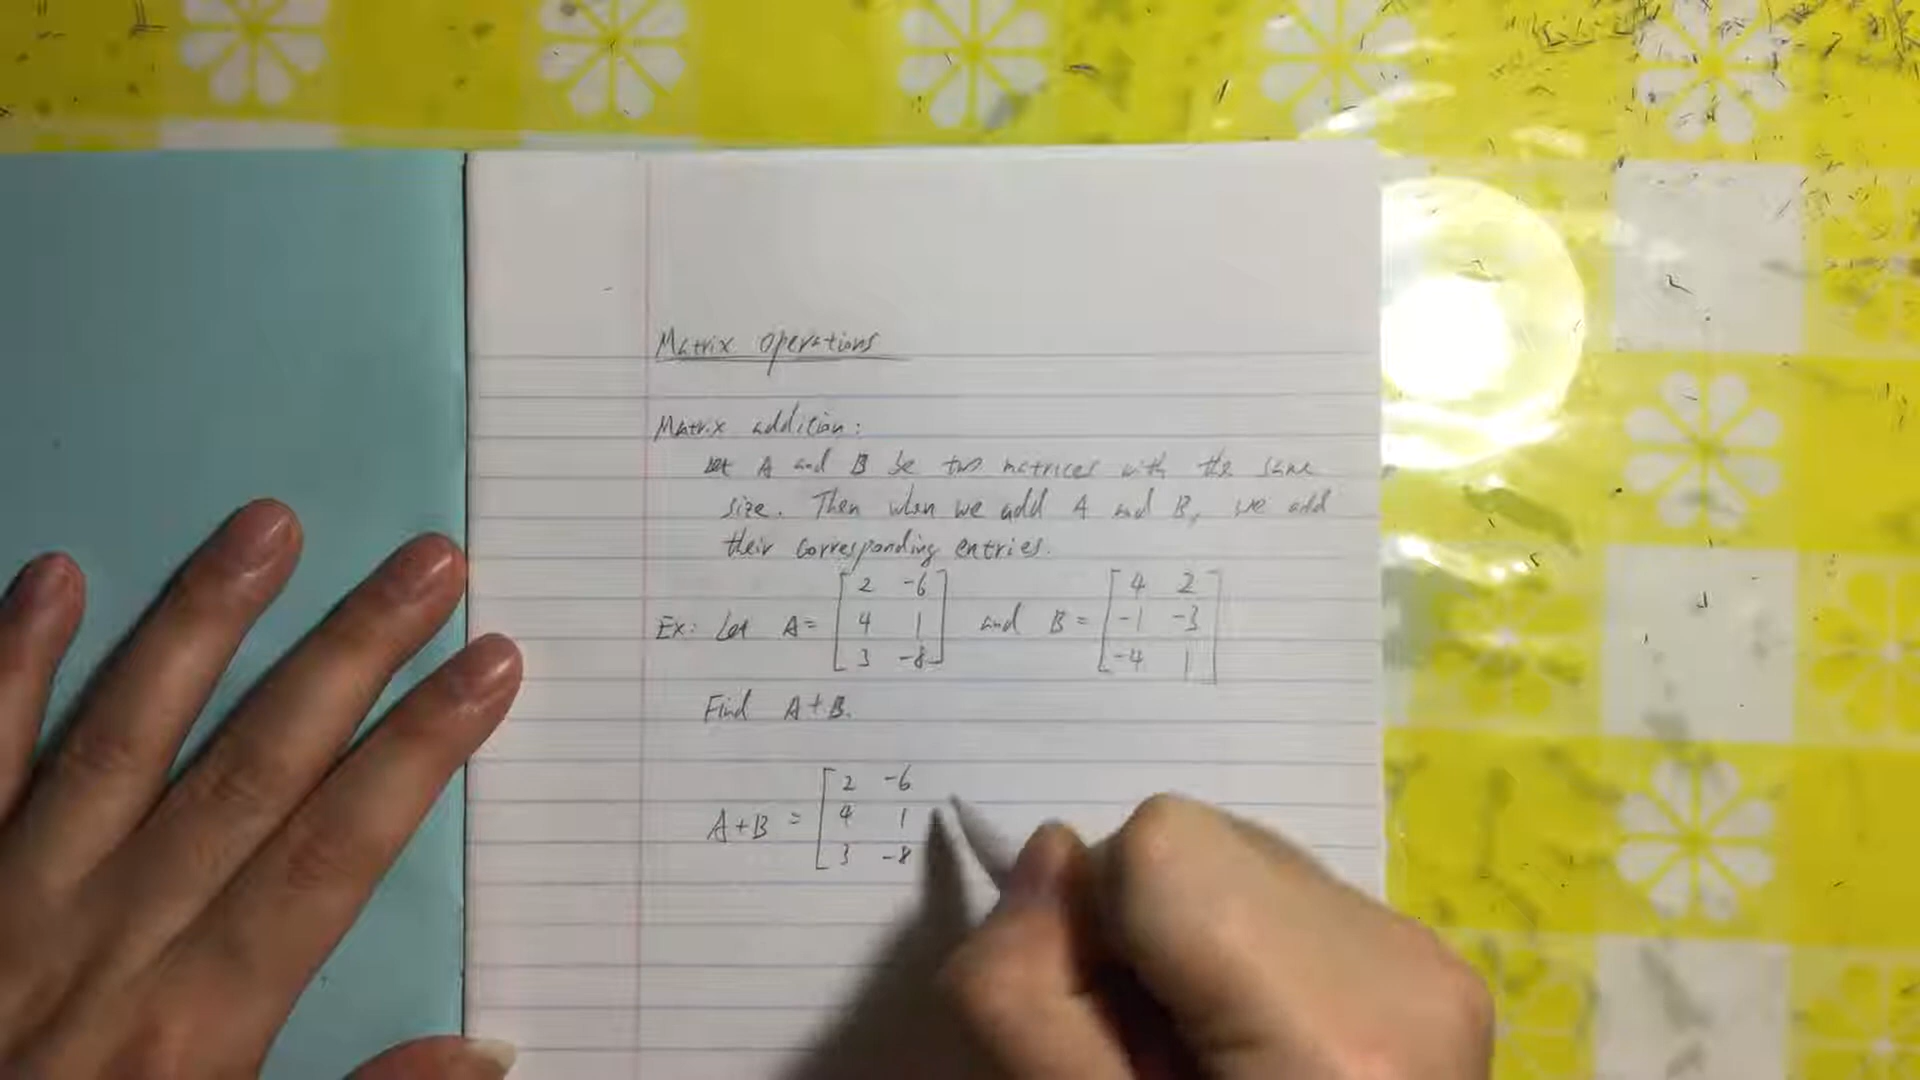 Matrix operations
Matrix addition:
Let A and B be two matrices with the same
size. Then when we add A and B, we add
their corresponding entries.
Ex: Let A = [2 -6
4 1
3 -8] and B = [4 2
-1 -3
-4 1]
Find A+B.
A+B = [2 -6
4 1
3 -8